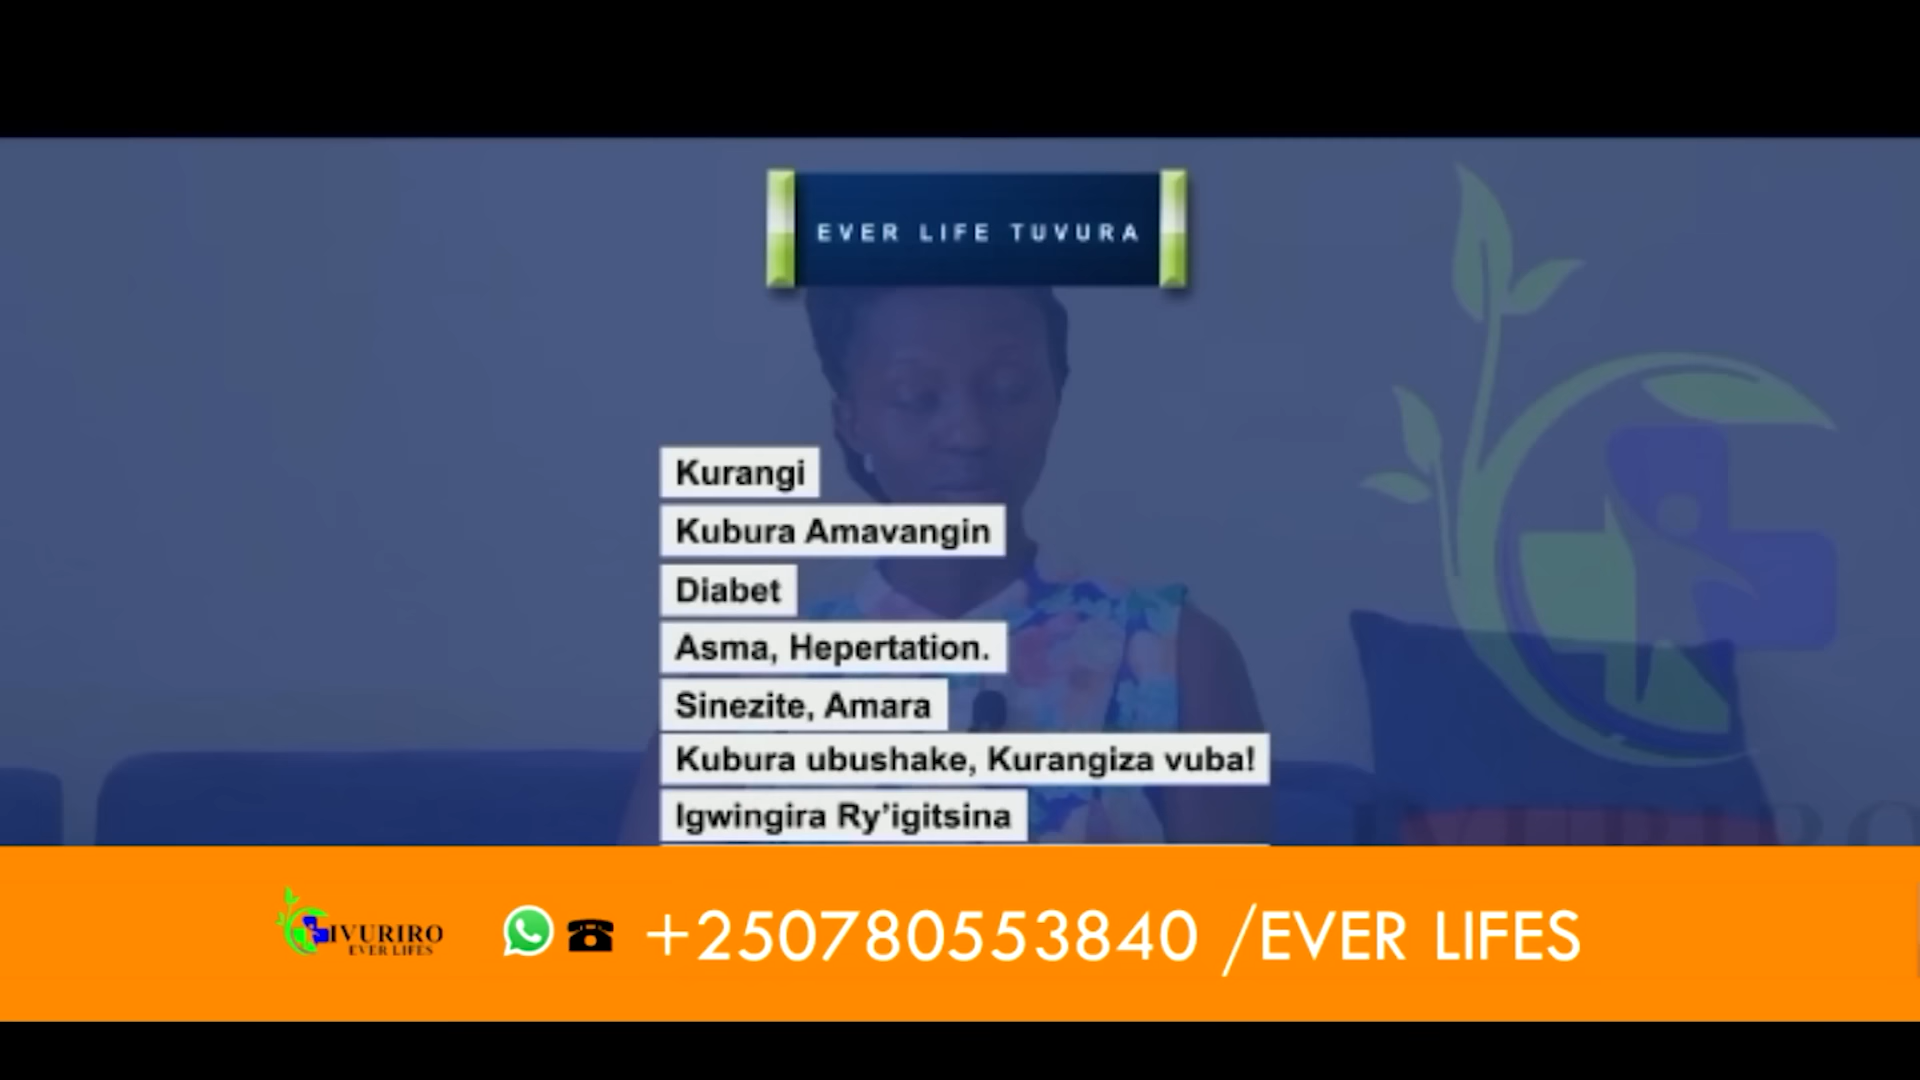 EVER LIFE TUVURA
Kurangi
Kubura Amavangin
Diabet
Asma, Hepertation.
Sinezite, Amara
Kubura ubushake, Kurangiza vuba!
Igwingira Ry'igitsina
IVURIRO
IVURIRO
EVER LIFES
+250780553840 /EVER LIFES